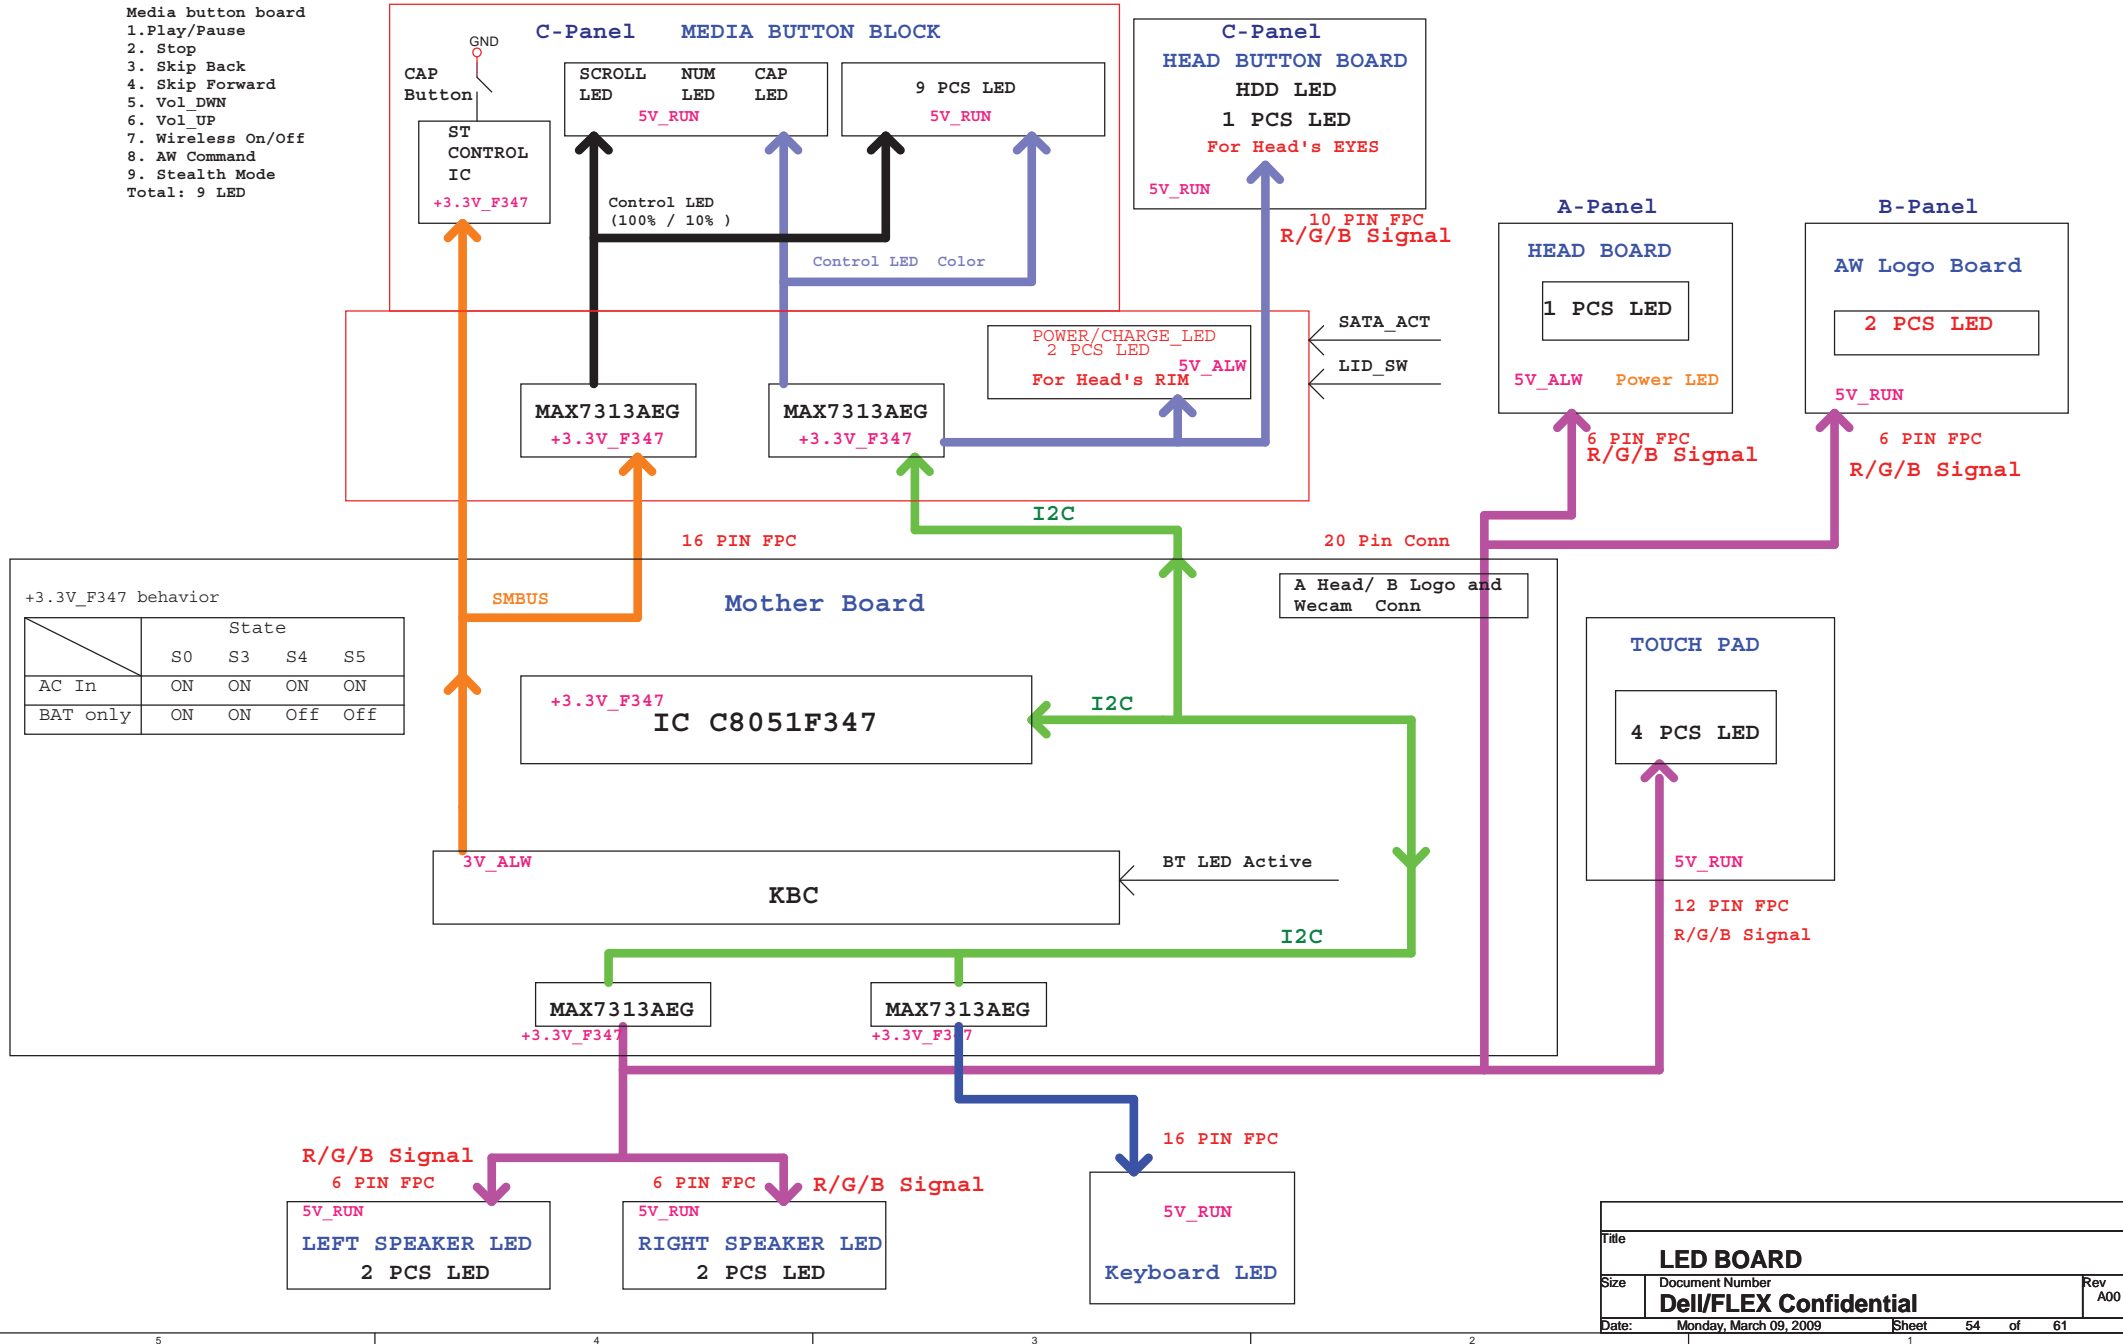 Media button board
1.Play/Pause
2. Stop
3. Skip Back
4. Skip Forward
5. Vol_DWN
6. Vol_UP
7. Wireless On/Off
8. AW Command
9. Stealth Mode
Total: 9 LED
C-Panel MEDIA BUTTON BLOCK
GND
CAP
Button
ST
CONTROL
IC
+3.3V_F347
SCROLL NUM CAP
LED LED LED
5V_RUN
9 PCS LED
5V_RUN
Control LED
(100% / 10% )
Control LED Color
C-Panel
HEAD BUTTON BOARD
HDD LED
1 PCS LED
For Head's EYES
5V_RUN
10 PIN FPC
R/G/B Signal
A-Panel
HEAD BOARD
1 PCS LED
5V_ALW Power LED
6 PIN FPC
R/G/B Signal
B-Panel
AW Logo Board
2 PCS LED
5V_RUN
6 PIN FPC
R/G/B Signal
POWER/CHARGE_LED
2 PCS LED
5V_ALW
For Head's RIM
SATA_ACT
LID_SW
MAX7313AEG
+3.3V_F347
MAX7313AEG
+3.3V_F347
I2C
16 PIN FPC
20 Pin Conn
+3.3V_F347 behavior
State
S0 S3 S4 S5
AC In ON ON ON ON
BAT only ON ON Off Off
SMBUS
Mother Board
A Head/ B Logo and
Wecam Conn
+3.3V_F347
IC C8051F347
I2C
TOUCH PAD
4 PCS LED
5V_RUN
12 PIN FPC
R/G/B Signal
3V_ALW
KBC
BT LED Active
I2C
MAX7313AEG
+3.3V_F347
MAX7313AEG
+3.3V_F347
R/G/B Signal
6 PIN FPC
6 PIN FPC
R/G/B Signal
16 PIN FPC
5V_RUN
LEFT SPEAKER LED
2 PCS LED
5V_RUN
RIGHT SPEAKER LED
2 PCS LED
5V_RUN
Keyboard LED
Title
LED BOARD
Size Document Number Rev
Dell/FLEX Confidential A00
Date: Monday, March 09, 2009 Sheet 54 of 61
5 4 3 2 1